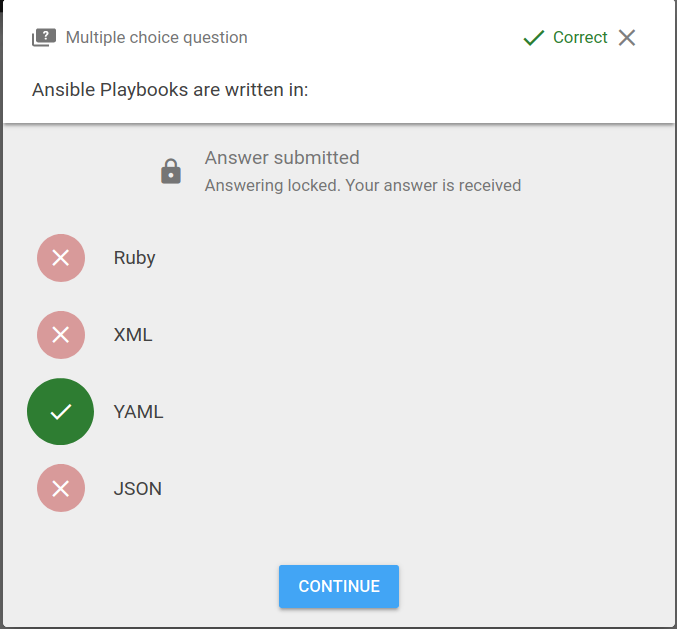 Multiple choice question
Correct
Ansible Playbooks are written in:
Answer submitted
Answering locked. Your answer is received
Ruby
XML
YAML
JSON
CONTINUE